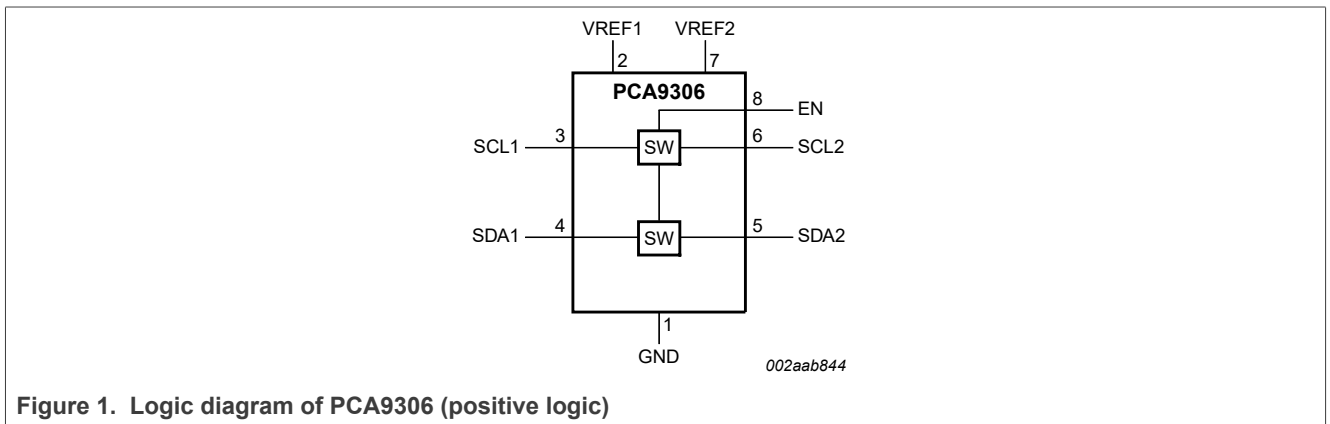 VREF1 VREF2
2 7
PCA9306
8 EN
SCL1 3 SW 6 SCL2
SDA1 4 SW 5 SDA2
1
GND
002aab844
Figure 1. Logic diagram of PCA9306 (positive logic)